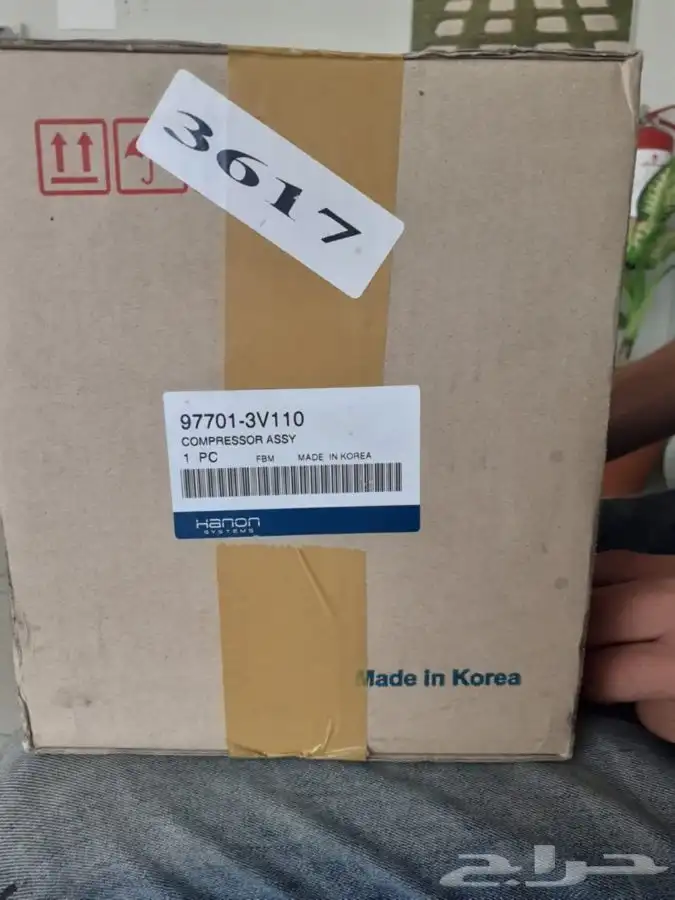 3617
97701-3V110
COMPRESSOR ASSY
1 PC FBM MADE IN KOREA
Hanon
SYSTEMS
Made in Korea
حراج